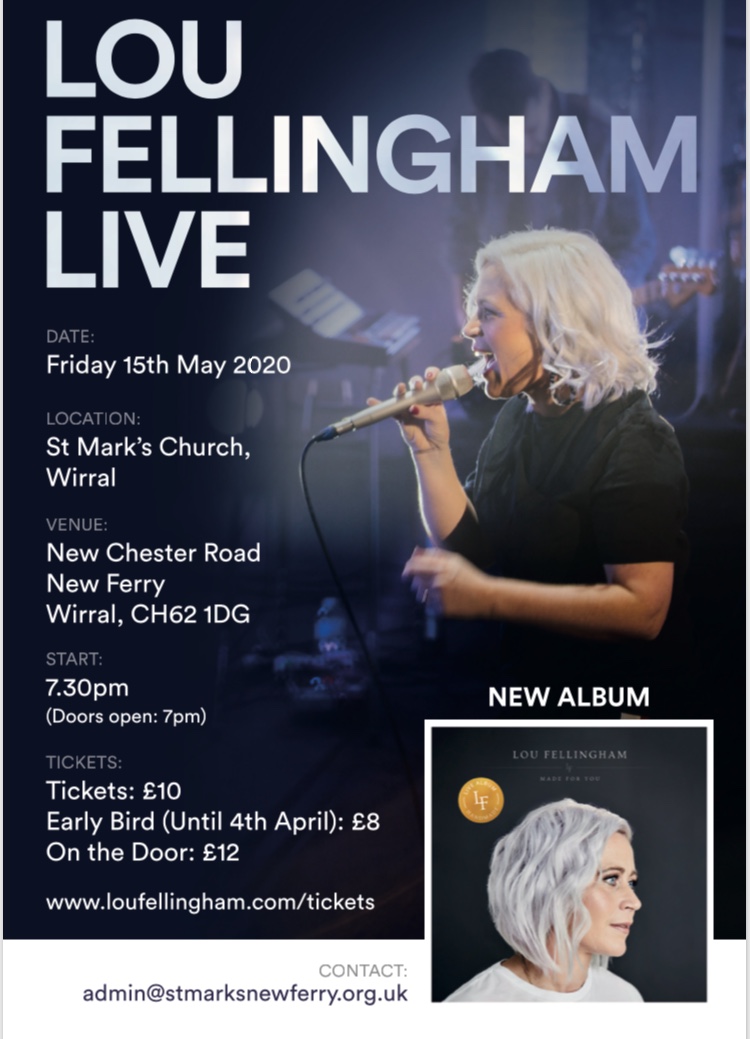 LOU
FELLINGHAM
LIVE
DATE:
Friday 15th May 2020
LOCATION:
St Mark’s Church,
Wirral
VENUE:
New Chester Road
New Ferry
Wirral, CH62 1DG
START:
7.30pm
(Doors open: 7pm)
TICKETS:
Tickets: £10
Early Bird (Until 4th April): £8
On the Door: £12
www.loufellingham.com/tickets
NEW ALBUM
LOU FELLINGHAM
MADE FOR YOU
LF
CONTACT:
admin@stmarksnewferry.org.uk